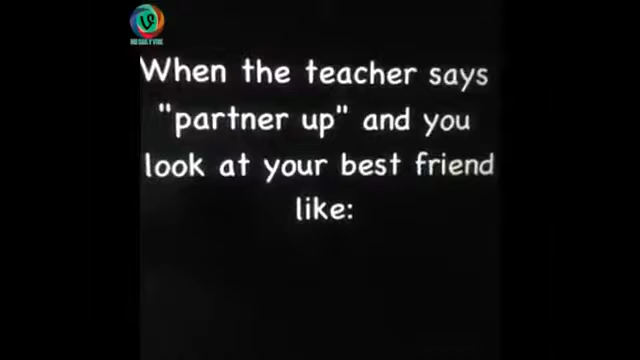 When the teacher says
"partner up" and you
look at your best friend
like: